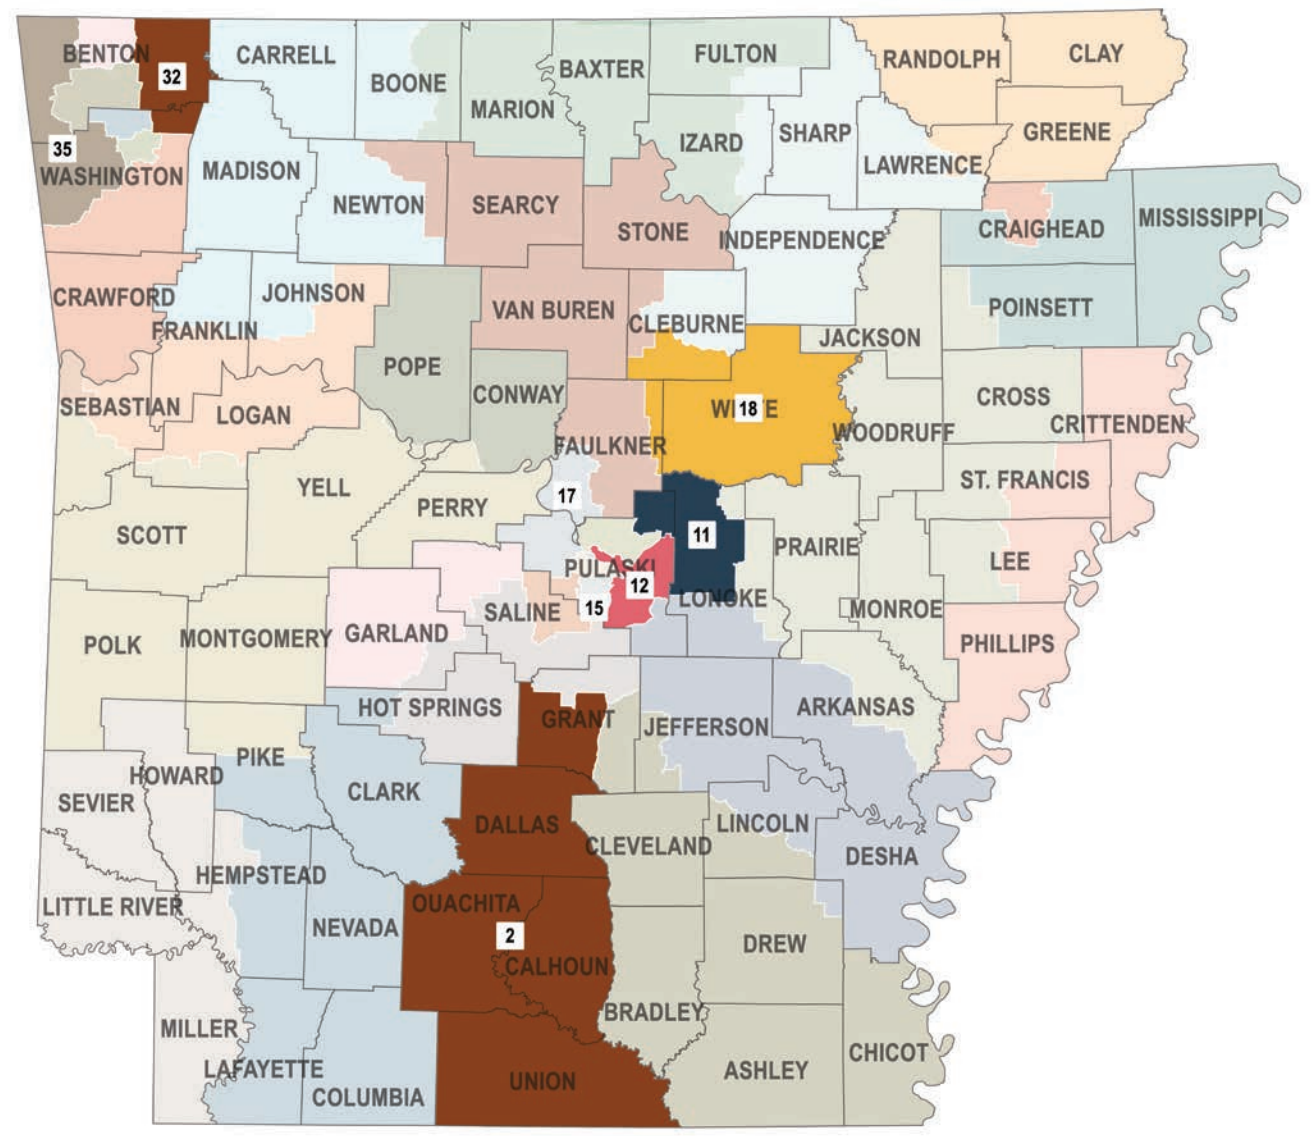 BENTON
32
CARRELL
BOONE
MARION
BAXTER
FULTON
RANDOLPH
CLAY
IZARD
SHARP
LAWRENCE
GREENE
35
WASHINGTON
MADISON
NEWTON
SEARCY
STONE
INDEPENDENCE
CRAIGHEAD
MISSISSIPPI
CRAWFORD
FRANKLIN
JOHNSON
POPE
VAN BUREN
CLEBURNE
JACKSON
POINSETT
SEBASTIAN
LOGAN
CONWAY
FAULKNER
18
WOODRUFF
CROSS
CRITTENDEN
ST. FRANCIS
SCOTT
YELL
PERRY
17
11
PRAIRIE
LEE
PULASKI
12
15
LONOKE
MONROE
PHILLIPS
POLK
MONTGOMERY
GARLAND
SALINE
HOT SPRINGS
GRANT
JEFFERSON
ARKANSAS
SEVIER
HOWARD
PIKE
CLARK
DALLAS
CLEVELAND
LINCOLN
DESHA
LITTLE RIVER
HEMPSTEAD
NEVADA
OUACHITA
2
CALHOUN
BRADLEY
DREW
MILLER
LAFAYETTE
COLUMBIA
UNION
ASHLEY
CHICOT